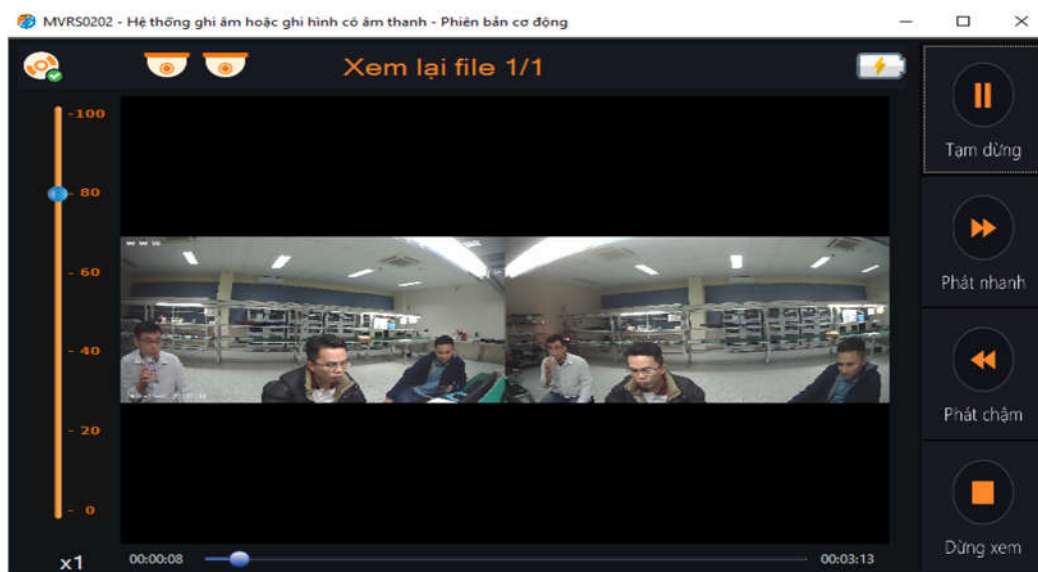 MVRS0202 - Hệ thống ghi âm hoặc ghi hình có âm thanh - Phiên bản cơ động
Xem lại file 1/1
100
80
60
40
20
0
x1
00:00:08
00:03:13
Tạm dừng
Phát nhanh
Phát chậm
Dừng xem